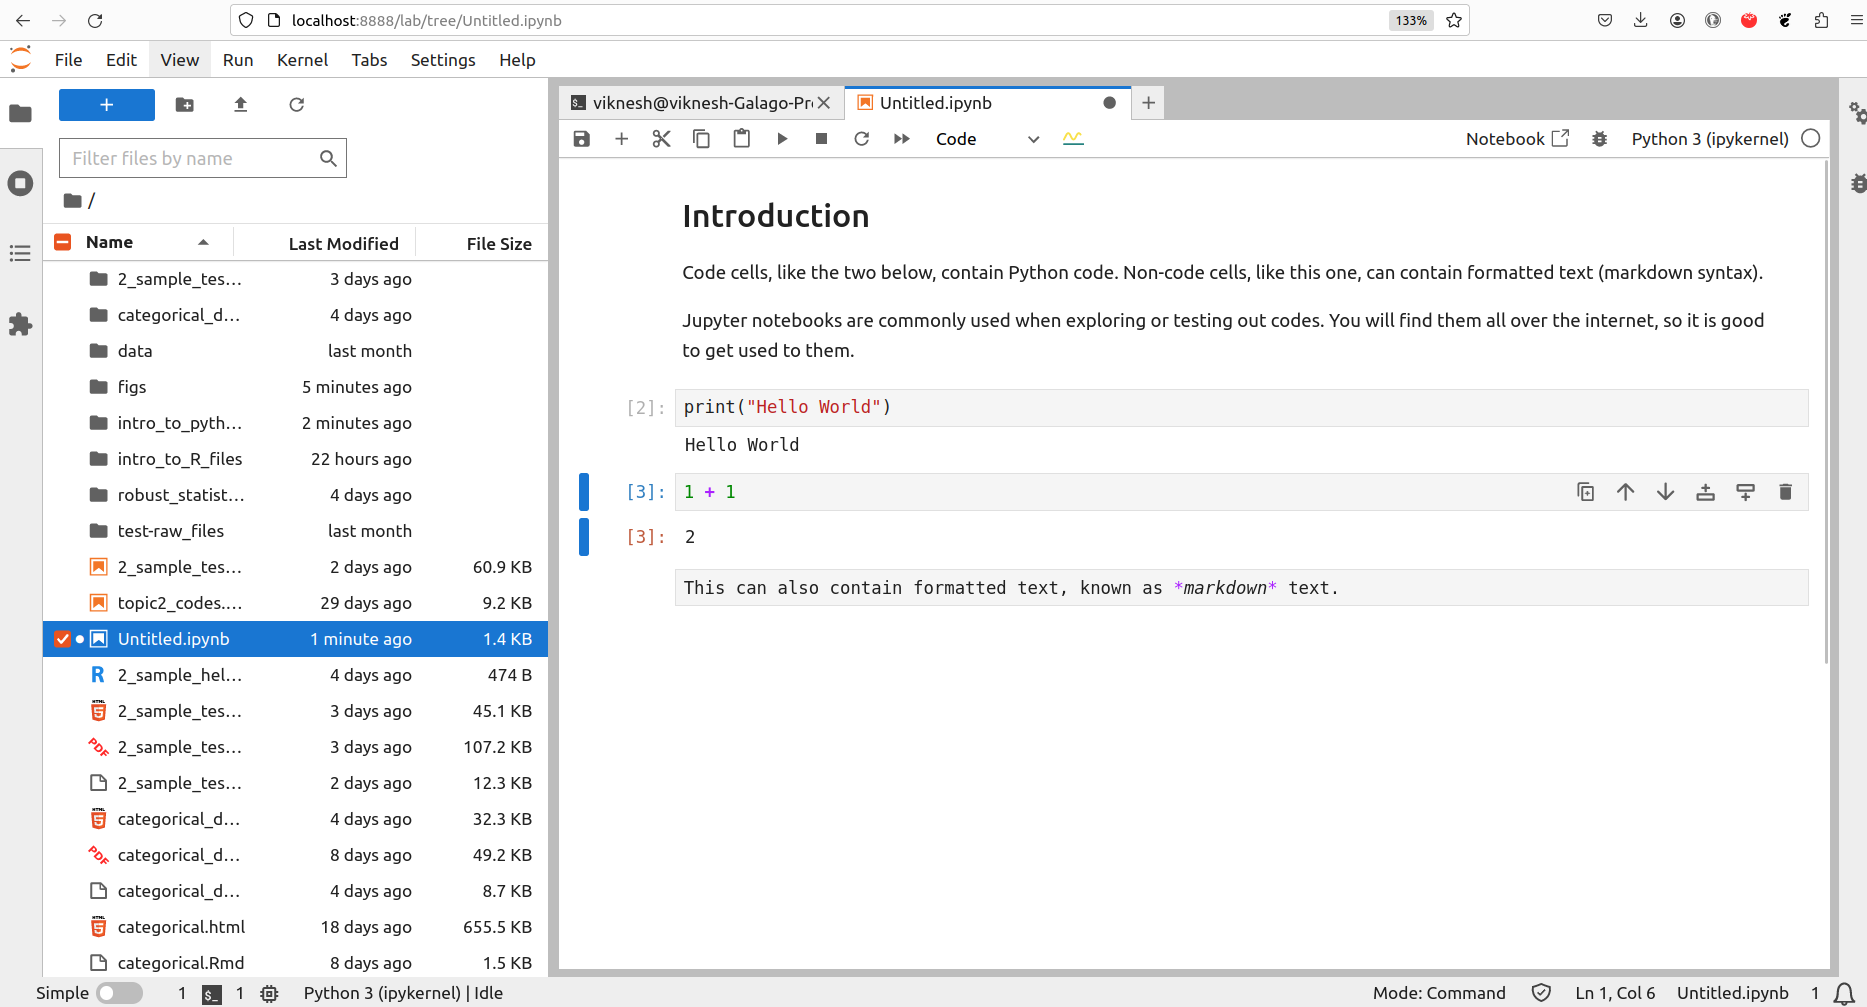 localhost:8888/lab/tree/Untitled.ipynb
133%
File Edit View Run Kernel Tabs Settings Help
+
viknesh@viknesh-Galago-Pr
Untitled.ipynb
Filter files by name
Code
Notebook
Python 3 (ipykernel)
/
Name Last Modified File Size
2_sample_tes… 3 days ago
categorical_d… 4 days ago
data last month
figs 5 minutes ago
intro_to_pyth… 2 minutes ago
intro_to_R_files 22 hours ago
robust_statist… 4 days ago
test-raw_files last month
2_sample_tes… 2 days ago 60.9 KB
topic2_codes.… 29 days ago 9.2 KB
Untitled.ipynb 1 minute ago 1.4 KB
R 2_sample_hel… 4 days ago 474 B
HTML 5 2_sample_tes… 3 days ago 45.1 KB
PDF 2_sample_tes… 3 days ago 107.2 KB
2_sample_tes… 2 days ago 12.3 KB
HTML 5 categorical_d… 4 days ago 32.3 KB
PDF categorical_d… 8 days ago 49.2 KB
categorical_d… 4 days ago 8.7 KB
HTML 5 categorical.html 18 days ago 655.5 KB
categorical.Rmd 8 days ago 1.5 KB
Introduction
Code cells, like the two below, contain Python code. Non-code cells, like this one, can contain formatted text (markdown syntax).
Jupyter notebooks are commonly used when exploring or testing out codes. You will find them all over the internet, so it is good
to get used to them.
[2]: print("Hello World")
Hello World
[3]: 1 + 1
[3]: 2
This can also contain formatted text, known as *markdown* text.
Simple 1 $_ 1 Python 3 (ipykernel) | Idle
Mode: Command Ln 1, Col 6 Untitled.ipynb 1